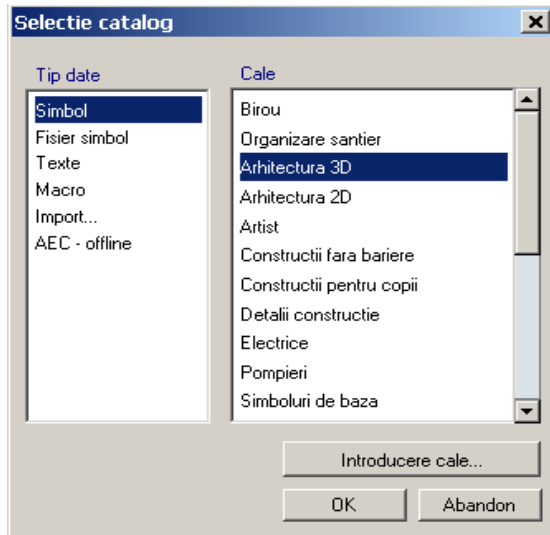 Selectie catalog
Tip date
Simbol
Fisier simbol
Texte
Macro
Import...
AEC - offline
Cale
Birou
Organizare santier
Arhitectura 3D
Arhitectura 2D
Artist
Constructii fara bariere
Constructii pentru copii
Detalii constructie
Electrice
Pompieri
Simboluri de baza
Introducere cale...
OK
Abandon